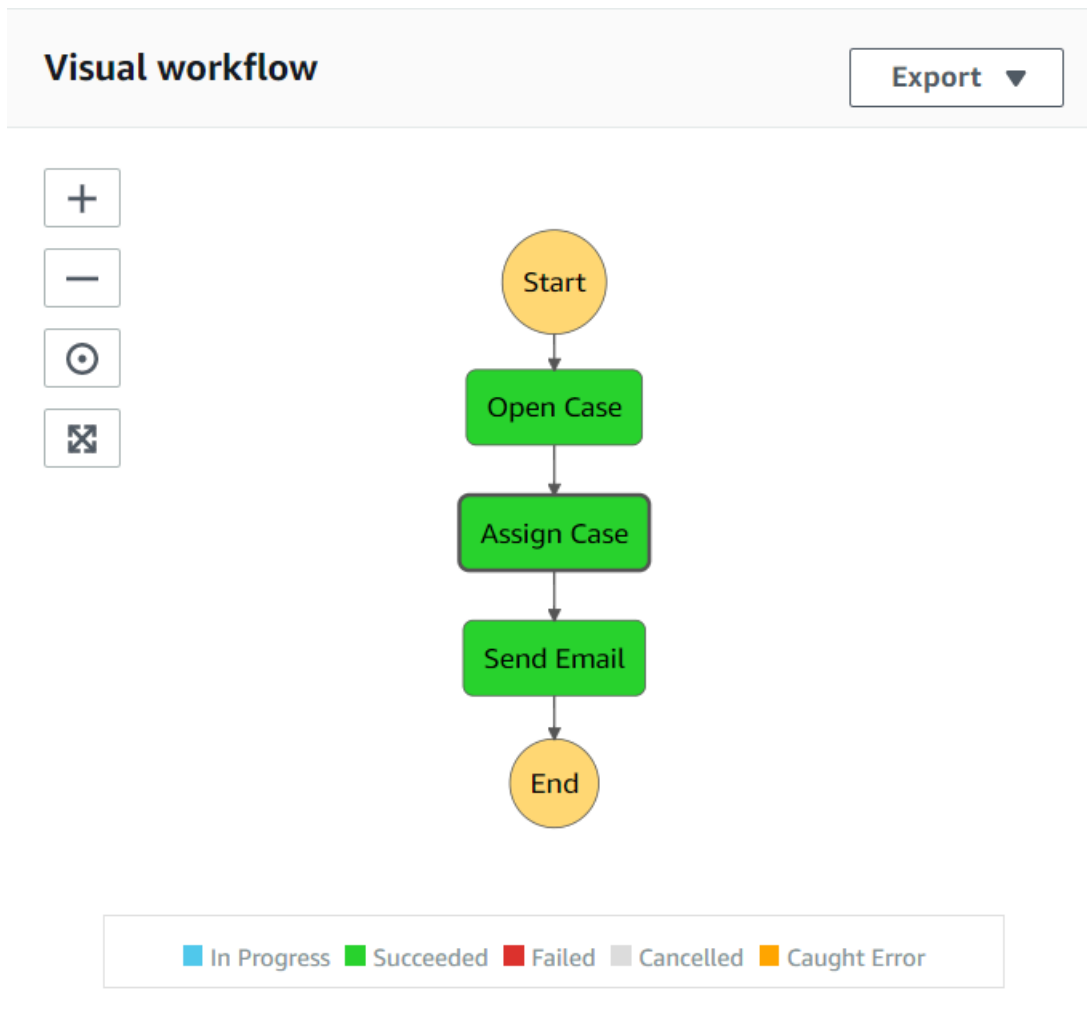 Visual workflow
Export
Start
Open Case
Assign Case
Send Email
End
In Progress Succeeded Failed Cancelled Caught Error